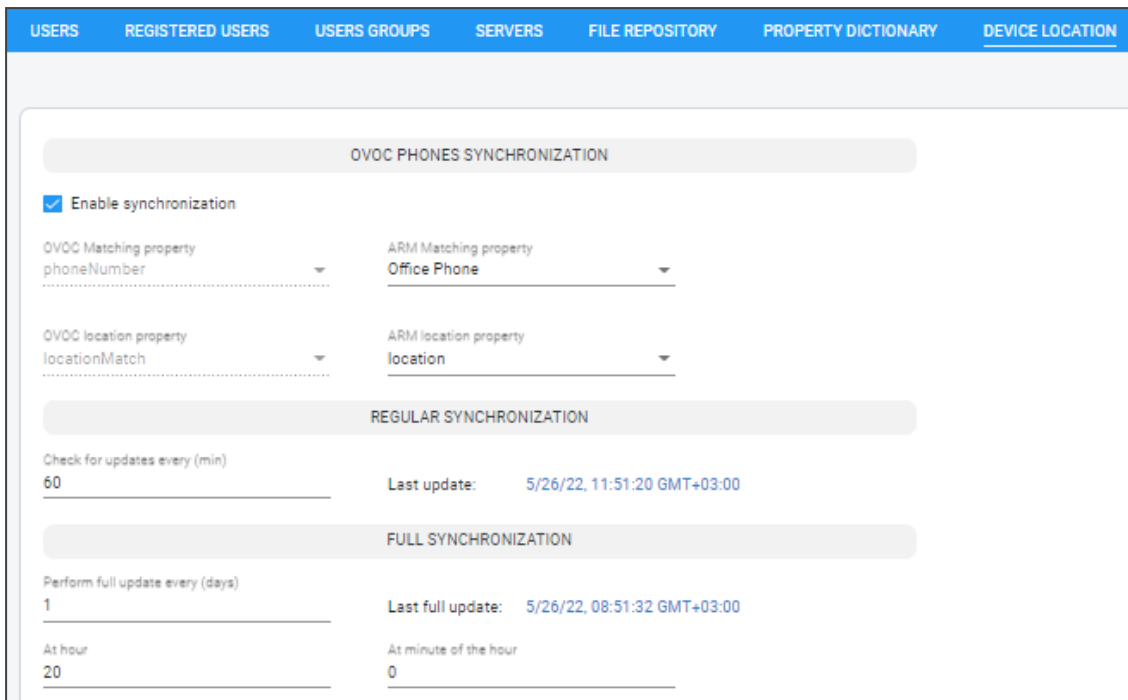 USERS REGISTERED USERS USERS GROUPS SERVERS FILE REPOSITORY PROPERTY DICTIONARY DEVICE LOCATION
OVOC PHONES SYNCHRONIZATION
Enable synchronization
OVOC Matching property ARM Matching property
phoneNumber Office Phone
OVOC location property ARM location property
locationMatch location
REGULAR SYNCHRONIZATION
Check for updates every (min)
60 Last update: 5/26/22, 11:51:20 GMT+03:00
FULL SYNCHRONIZATION
Perform full update every (days)
1 Last full update: 5/26/22, 08:51:32 GMT+03:00
At hour At minute of the hour
20 0